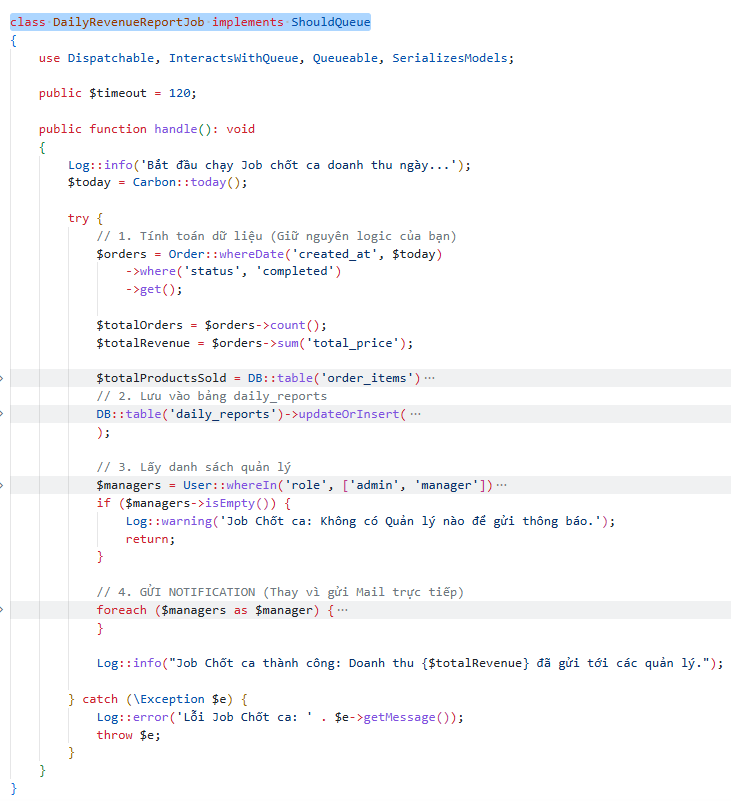 class DailyRevenueReportJob implements ShouldQueue
{
    use Dispatchable, InteractsWithQueue, Queueable, SerializesModels;
    public $timeout = 120;
    public function handle(): void
    {
        Log::info('Bắt đầu chạy Job chốt ca doanh thu ngày...');
        $today = Carbon::today();
        try {
            // 1. Tính toán dữ liệu (Giữ nguyên logic của bạn)
            $orders = Order::whereDate('created_at', $today)
                ->where('status', 'completed')
                ->get();
            $totalOrders = $orders->count();
            $totalRevenue = $orders->sum('total_price');
            $totalProductsSold = DB::table('order_items')…
            // 2. Lưu vào bảng daily_reports
            DB::table('daily_reports')->updateOrInsert(…
            );
            // 3. Lấy danh sách quản lý
            $managers = User::whereIn('role', ['admin', 'manager'])…
            if ($managers->isEmpty()) {
                Log::warning('Job Chốt ca: Không có Quản lý nào để gửi thông báo.');
                return;
            }
            // 4. GỬI NOTIFICATION (Thay vì gửi Mail trực tiếp)
            foreach ($managers as $manager) {…
            }
            Log::info("Job Chốt ca thành công: Doanh thu {$totalRevenue} đã gửi tới các quản lý.");
        } catch (\Exception $e) {
            Log::error('Lỗi Job Chốt ca: ' . $e->getMessage());
            throw $e;
        }
    }
}